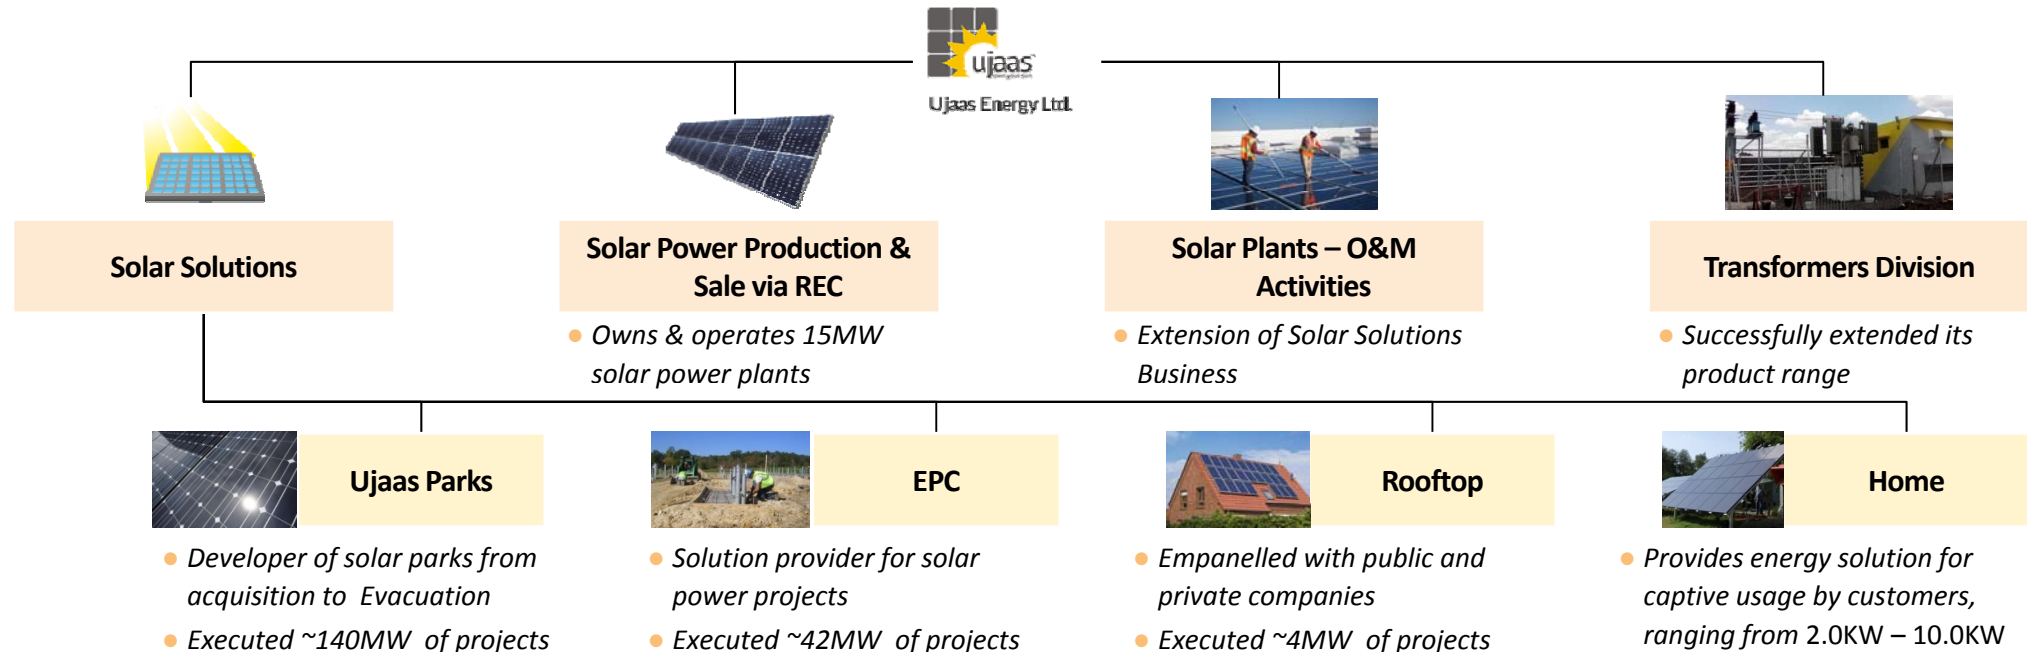 ujaas
Ujaas Energy Ltd.
Solar Solutions
Solar Power Production &
Sale via REC
Solar Plants – O&M
Activities
Transformers Division
● Owns & operates 15MW
solar power plants
● Extension of Solar Solutions
Business
● Successfully extended its
product range
Ujaas Parks
EPC
Rooftop
Home
● Developer of solar parks from
acquisition to Evacuation
● Executed ~140MW of projects
● Solution provider for solar
power projects
● Executed ~42MW of projects
● Empanelled with public and
private companies
● Executed ~4MW of projects
● Provides energy solution for
captive usage by customers,
ranging from 2.0KW – 10.0KW